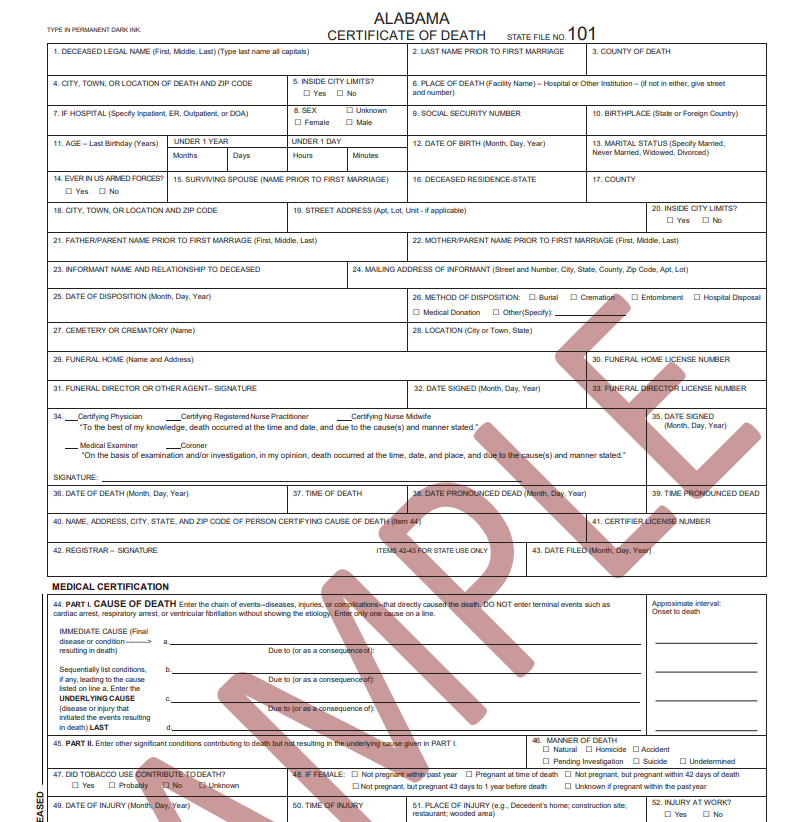 ALABAMA
TYPE IN PERMANENT DARK INK.
CERTIFICATE OF DEATH STATE FILE NO. 101
1. DECEASED LEGAL NAME (First, Middle, Last) (Type last name all capitals)
2. LAST NAME PRIOR TO FIRST MARRIAGE
3. COUNTY OF DEATH
4. CITY, TOWN, OR LOCATION OF DEATH AND ZIP CODE
5. INSIDE CITY LIMITS?
☐ Yes ☐ No
6. PLACE OF DEATH (Facility Name) – Hospital or Other Institution – (if not in either, give street
and number)
7. IF HOSPITAL (Specify Inpatient, ER, Outpatient, or DOA)
8. SEX ☐ Unknown
☐ Female ☐ Male
9. SOCIAL SECURITY NUMBER
10. BIRTHPLACE (State or Foreign Country)
11. AGE – Last Birthday (Years)
UNDER 1 YEAR
Months Days
UNDER 1 DAY
Hours Minutes
12. DATE OF BIRTH (Month, Day, Year)
13. MARITAL STATUS (Specify Married,
Never Married, Widowed, Divorced)
14. EVER IN US ARMED FORCES?
☐ Yes ☐ No
15. SURVIVING SPOUSE (NAME PRIOR TO FIRST MARRIAGE)
16. DECEASED RESIDENCE-STATE
17. COUNTY
18. CITY, TOWN, OR LOCATION AND ZIP CODE
19. STREET ADDRESS (Apt, Lot, Unit - if applicable)
20. INSIDE CITY LIMITS?
☐ Yes ☐ No
21. FATHER/PARENT NAME PRIOR TO FIRST MARRIAGE (First, Middle, Last)
22. MOTHER/PARENT NAME PRIOR TO FIRST MARRIAGE (First, Middle, Last)
23. INFORMANT NAME AND RELATIONSHIP TO DECEASED
24. MAILING ADDRESS OF INFORMANT (Street and Number, City, State, County, Zip Code, Apt, Lot)
25. DATE OF DISPOSITION (Month, Day, Year)
26. METHOD OF DISPOSITION: ☐ Burial ☐ Cremation ☐ Entombment ☐ Hospital Disposal
☐ Medical Donation ☐ Other(Specify):
27. CEMETERY OR CREMATORY (Name)
28. LOCATION (City or Town, State)
29. FUNERAL HOME (Name and Address)
30. FUNERAL HOME LICENSE NUMBER
31. FUNERAL DIRECTOR OR OTHER AGENT– SIGNATURE
32. DATE SIGNED (Month, Day, Year)
33. FUNERAL DIRECTOR LICENSE NUMBER
34. Certifying Physician Certifying Registered Nurse Practitioner Certifying Nurse Midwife
"To the best of my knowledge, death occurred at the time and date, and due to the cause(s) and manner stated."
Medical Examiner Coroner
"On the basis of examination and/or investigation, in my opinion, death occurred at the time, date, and place, and due to the cause(s) and manner stated."
SIGNATURE:
35. DATE SIGNED
(Month, Day, Year)
36. DATE OF DEATH (Month, Day, Year)
37. TIME OF DEATH
38. DATE PRONOUNCED DEAD (Month, Day, Year)
39. TIME PRONOUNCED DEAD
40. NAME, ADDRESS, CITY, STATE, AND ZIP CODE OF PERSON CERTIFYING CAUSE OF DEATH (Item 44)
41. CERTIFIER LICENSE NUMBER
42. REGISTRAR – SIGNATURE
ITEMS 42-43 FOR STATE USE ONLY
43. DATE FILED (Month, Day, Year)
MEDICAL CERTIFICATION
44. PART I. CAUSE OF DEATH Enter the chain of events--diseases, injuries, or complications--that directly caused the death. DO NOT enter terminal events such as
cardiac arrest, respiratory arrest, or ventricular fibrillation without showing the etiology. Enter only one cause on a line.
Approximate interval:
Onset to death
IMMEDIATE CAUSE (Final
disease or condition ---------> a.
resulting in death) Due to (or as a consequence of):
Sequentially list conditions, b.
if any, leading to the cause Due to (or as a consequence of):
listed on line a. Enter the
UNDERLYING CAUSE c.
(disease or injury that Due to (or as a consequence of):
initiated the events resulting
in death) LAST d.
45. PART II. Enter other significant conditions contributing to death but not resulting in the underlying cause given in PART I.
46. MANNER OF DEATH
☐ Natural ☐ Homicide ☐ Accident
☐ Pending Investigation ☐ Suicide ☐ Undetermined
47. DID TOBACCO USE CONTRIBUTE TO DEATH?
☐ Yes ☐ Probably ☐ No ☐ Unknown
48. IF FEMALE: ☐ Not pregnant within past year ☐ Pregnant at time of death ☐ Not pregnant, but pregnant within 42 days of death
☐ Not pregnant, but pregnant 43 days to 1 year before death ☐ Unknown if pregnant within the past year
49. DATE OF INJURY (Month, Day, Year)
50. TIME OF INJURY
51. PLACE OF INJURY (e.g., Decedent's home; construction site;
restaurant; wooded area)
52. INJURY AT WORK?
☐ Yes ☐ No
EASED
AMPLE